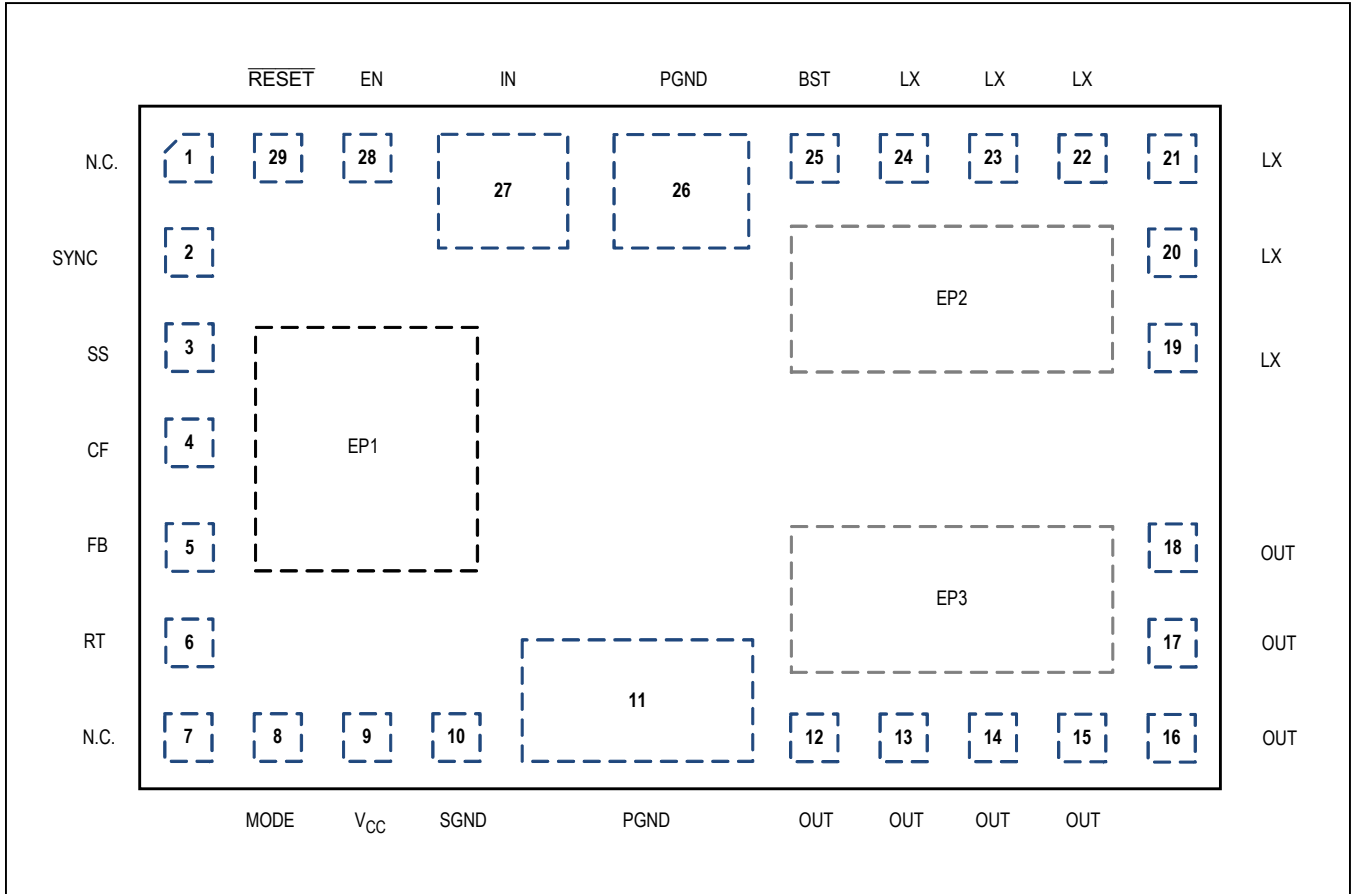 RESET EN IN PGND BST LX LX LX
N.C. 1 29 28 27 26 25 24 23 22 21 LX
SYNC 2 20 LX
EP2
SS 3 19 LX
CF 4 EP1
FB 5 18 OUT
EP3
RT 6 17 OUT
11
N.C. 7 8 9 10 12 13 14 15 16 OUT
MODE VCC SGND PGND OUT OUT OUT OUT